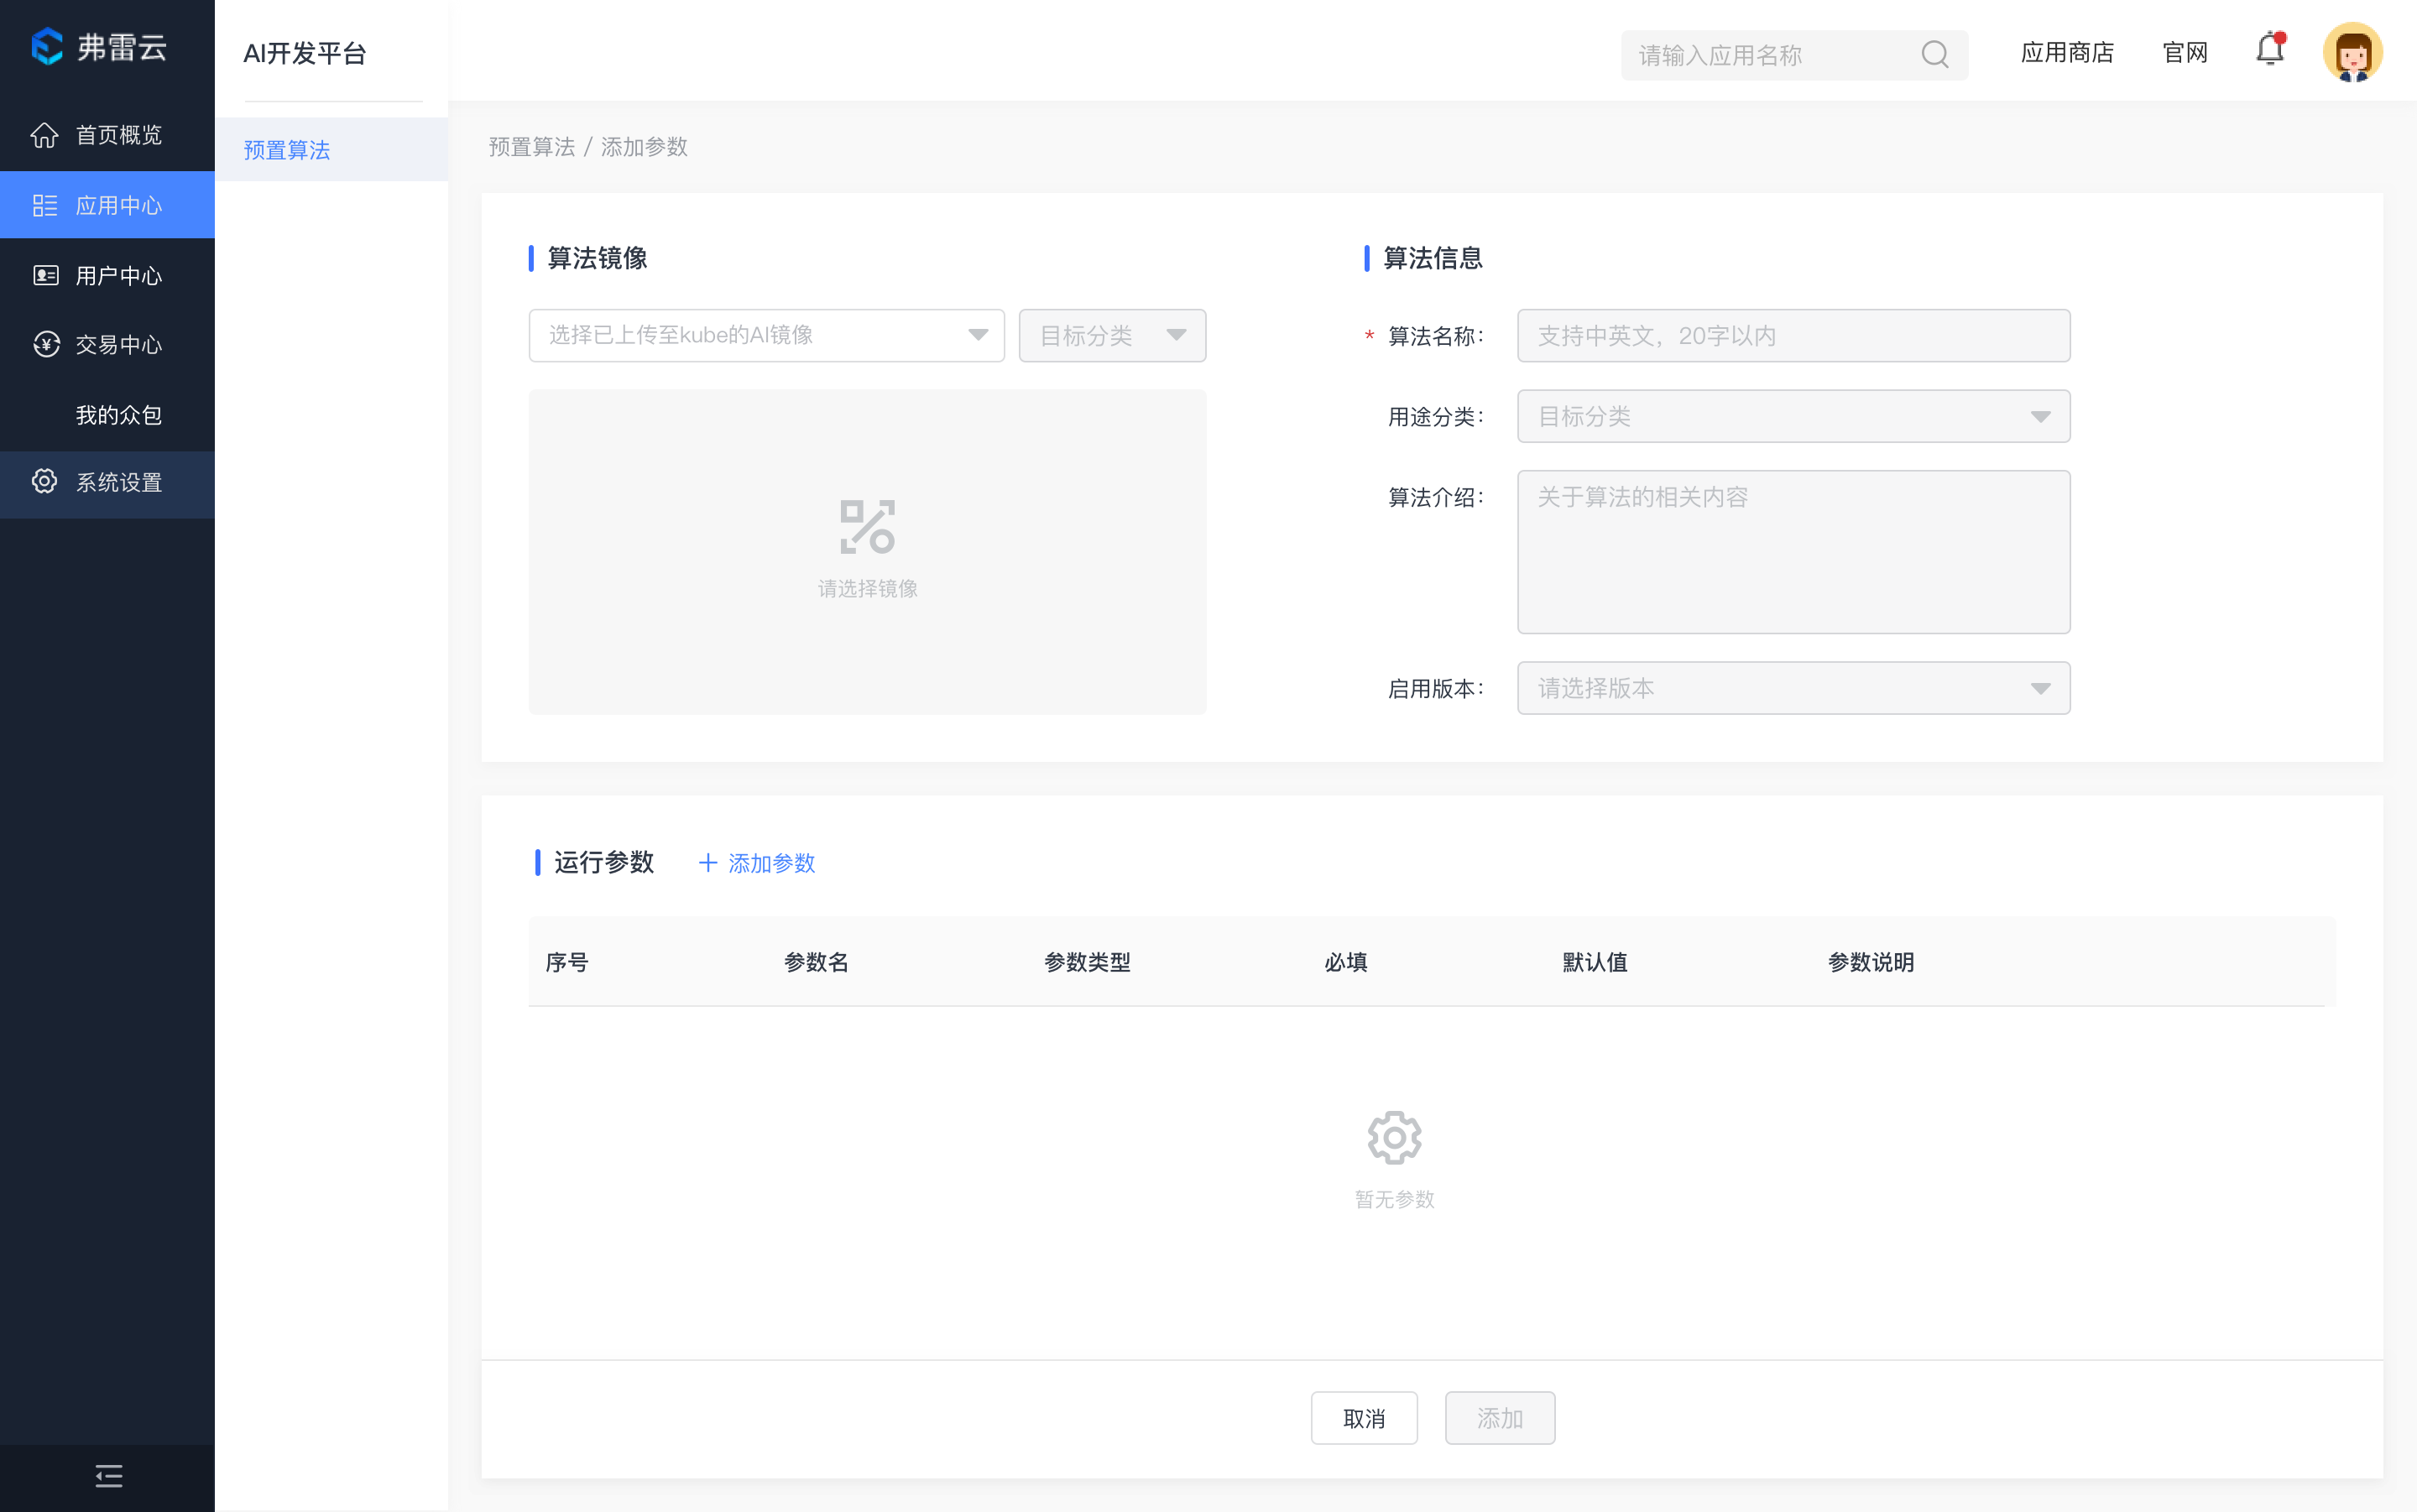 弗雷云
首页概览
应用中心
用户中心
交易中心
我的众包
系统设置
AI开发平台
预置算法
请输入应用名称
应用商店
官网
预置算法 / 添加参数
算法镜像
选择已上传至kube的AI镜像
目标分类
请选择镜像
算法信息
* 算法名称：
支持中英文，20字以内
用途分类：
目标分类
算法介绍：
关于算法的相关内容
启用版本：
请选择版本
运行参数
+ 添加参数
序号 参数名 参数类型 必填 默认值 参数说明
暂无参数
取消
添加